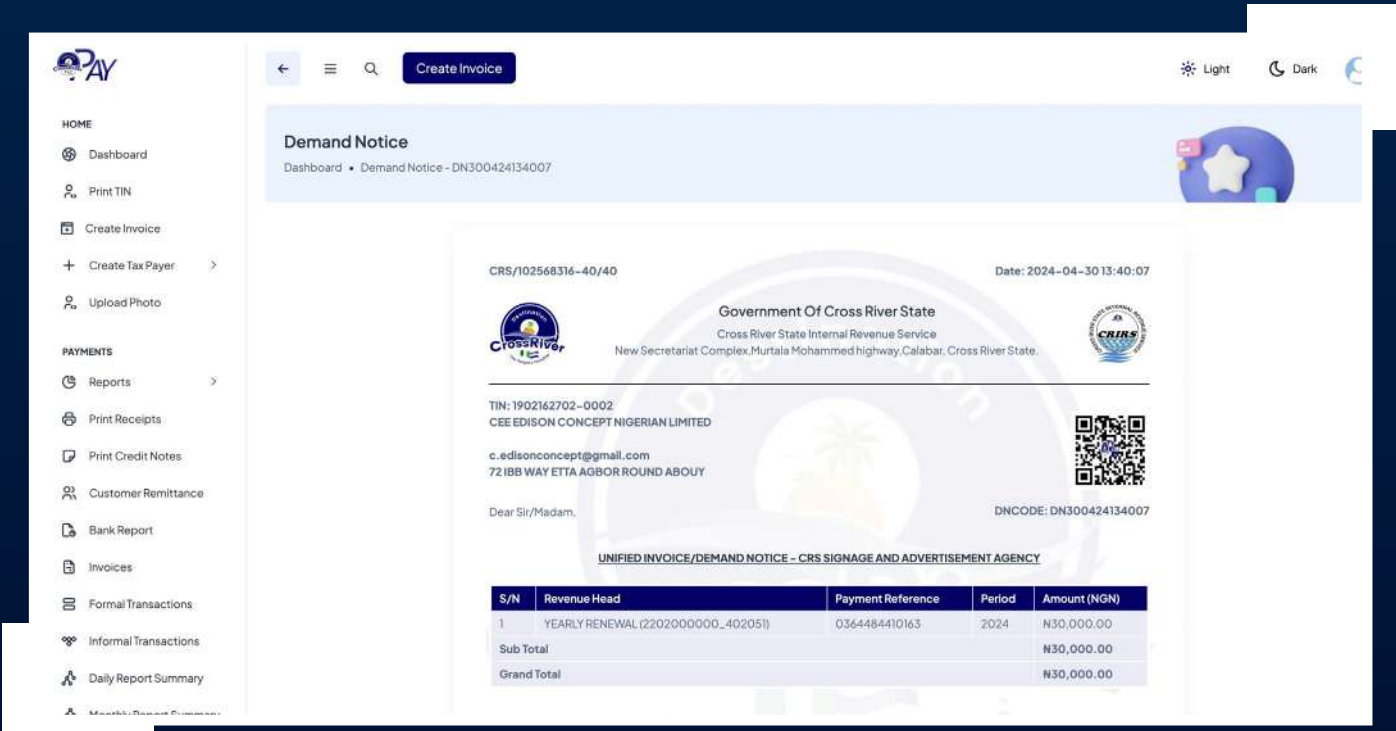 PAY
Create Invoice
Light
Dark
HOME
Dashboard
Print TIN
Create Invoice
Create Tax Payer
Upload Photo
PAYMENTS
Reports
Print Receipts
Print Credit Notes
Customer Remittance
Bank Report
Invoices
Formal Transactions
Informal Transactions
Daily Report Summary
Monthly Report Summary
Demand Notice
Dashboard • Demand Notice - DN300424134007
CRS/102568316-40/40
Date: 2024-04-30 13:40:07
Destination
CrossRiver
Government Of Cross River State
Cross River State Internal Revenue Service
New Secretariat Complex,Murtala Mohammed highway,Calabar, Cross River State.
CRIRS
TIN: 1902162702-0002
CEE EDISON CONCEPT NIGERIAN LIMITED
c.edisonconcept@gmail.com
72 IBB WAY ETTA AGBOR ROUND ABOUY
Dear Sir/Madam,
DNCODE: DN300424134007
UNIFIED INVOICE/DEMAND NOTICE - CRS SIGNAGE AND ADVERTISEMENT AGENCY
S/N Revenue Head Payment Reference Period Amount (NGN)
1 YEARLY RENEWAL (2202000000_402051) 0364484410163 2024 ₦30,000.00
Sub Total ₦30,000.00
Grand Total ₦30,000.00
Destination